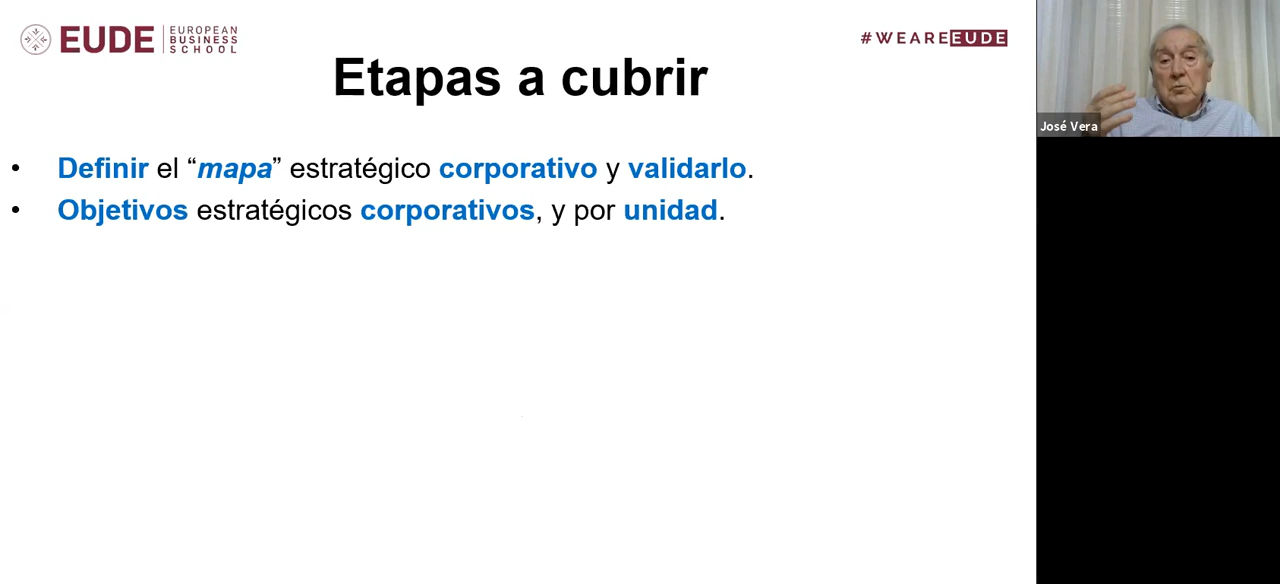 EUDE EUROPEAN
BUSINESS
SCHOOL
#WEAREEUDE
Etapas a cubrir
• Definir el “mapa” estratégico corporativo y validarlo.
• Objetivos estratégicos corporativos, y por unidad.
José Vera